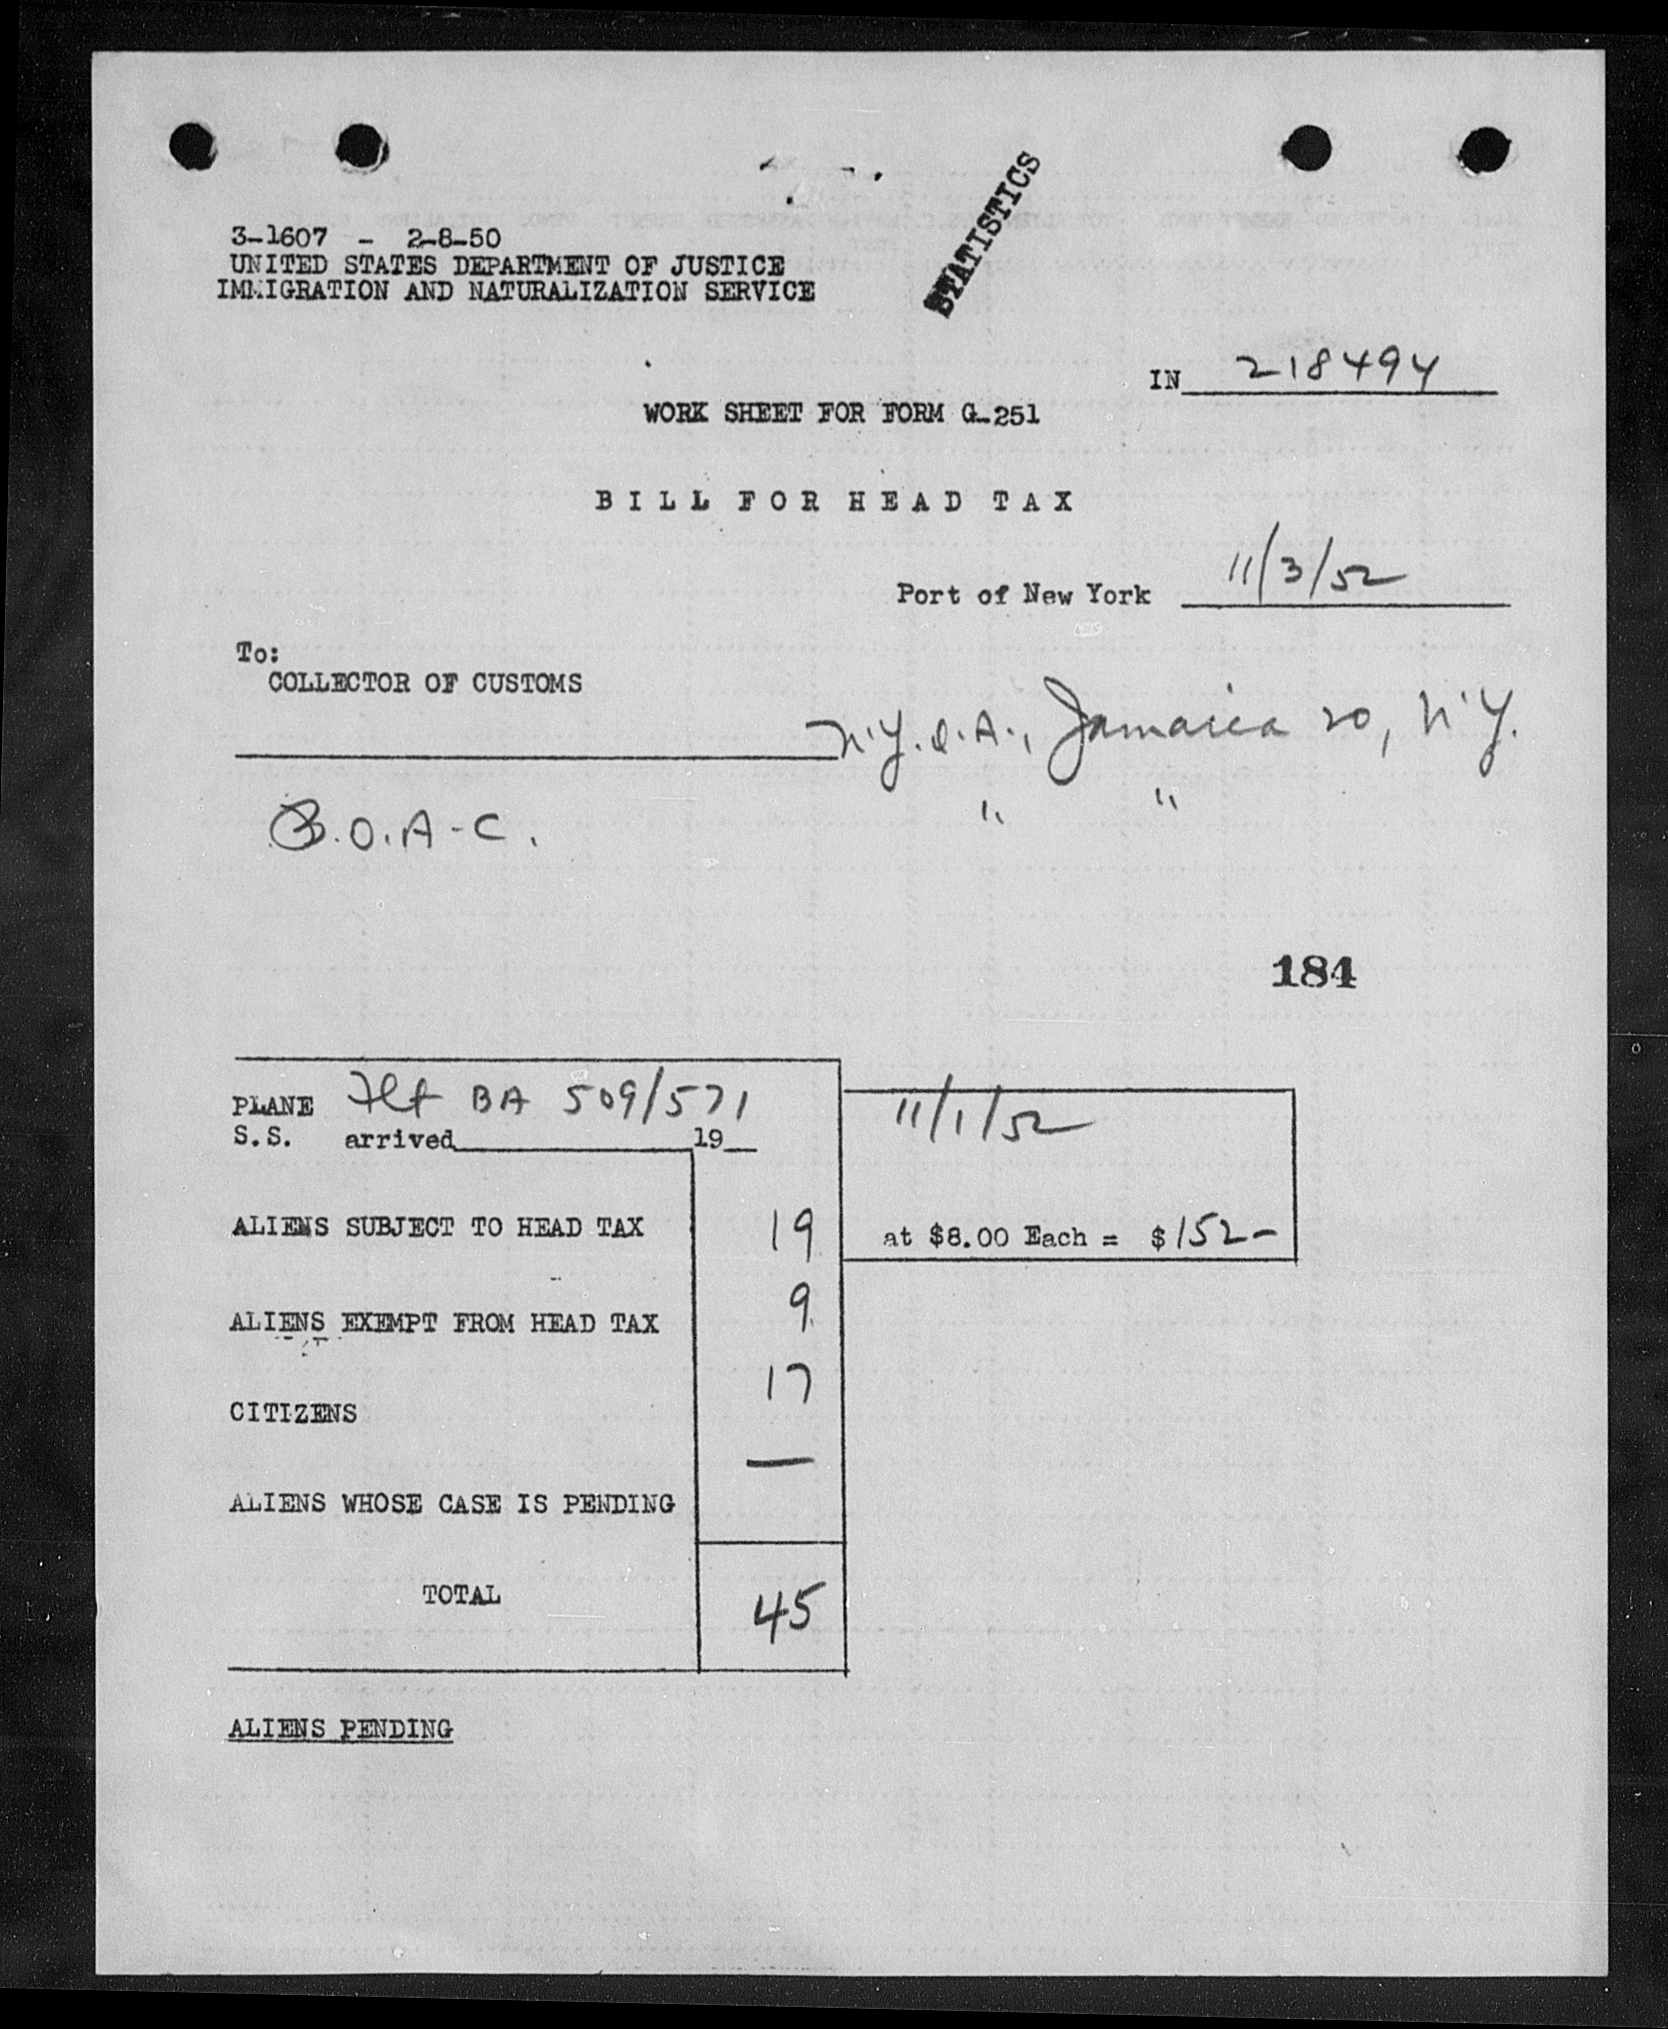 STATISTICS
3-1607 - 2-8-50
UNITED STATES DEPARTMENT OF JUSTICE
IMMIGRATION AND NATURALIZATION SERVICE
IN 218494
WORK SHEET FOR FORM G-251
BILL FOR HEAD TAX
Port of New York 11/3/52
To:
COLLECTOR OF CUSTOMS
N.Y.I.A., Jamaica 20, N.Y.
B.O.A.C. " "
184
PLANE Flt BA 509/571 11/1/52
S.S. arrived 19
ALIENS SUBJECT TO HEAD TAX 19 at $8.00 Each = $152-
ALIENS EXEMPT FROM HEAD TAX 9
CITIZENS 17
ALIENS WHOSE CASE IS PENDING —
TOTAL 45
ALIENS PENDING